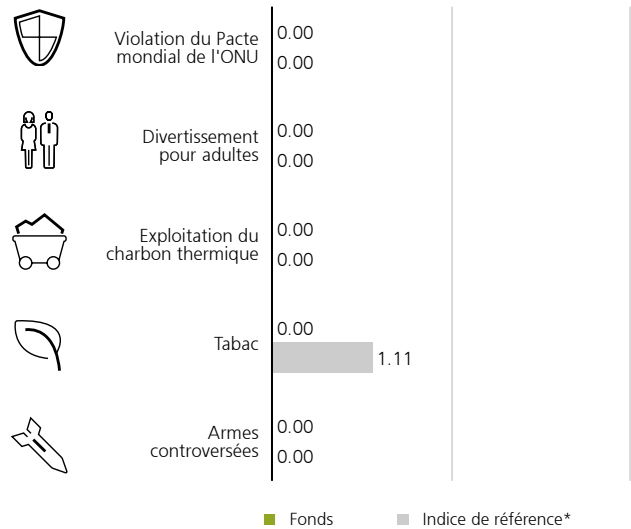 Violation du Pacte
mondial de l'ONU
0.00
0.00
Divertissement
pour adultes
0.00
0.00
Exploitation du
charbon thermique
0.00
0.00
Tabac
0.00
1.11
Armes
controversées
0.00
0.00
Fonds
Indice de référence*